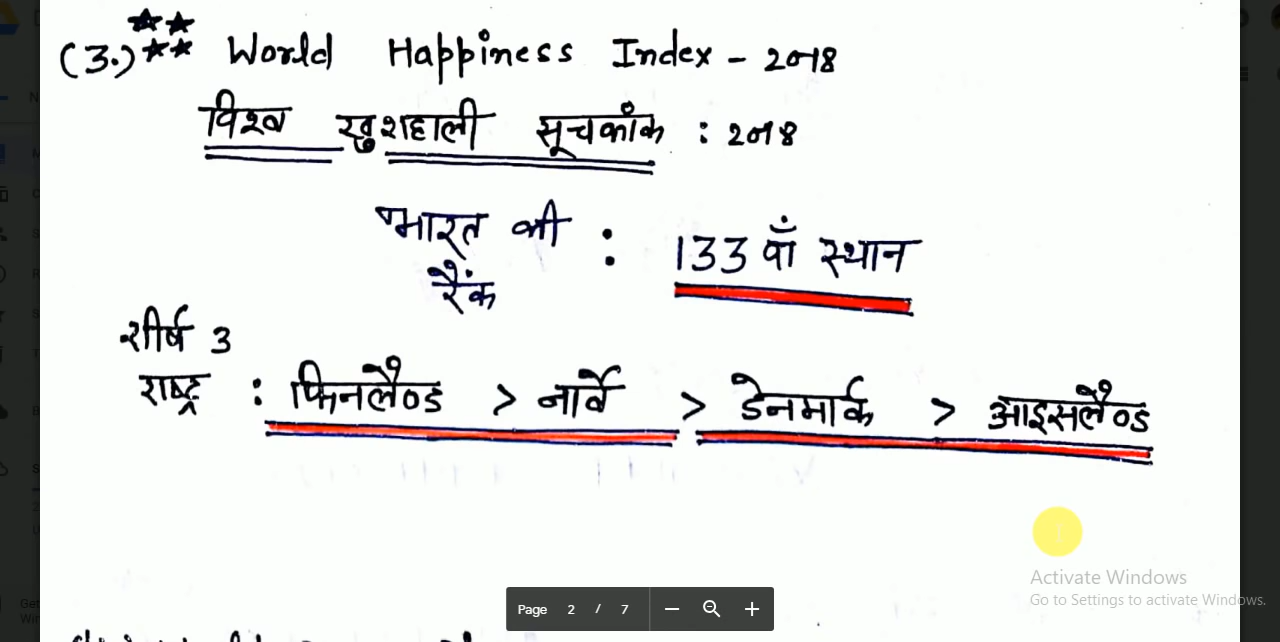 (3.) World Happiness Index - 2018
विश्व खुशहाली सूचकांक : 2018
भारत की : 133 वाँ स्थान
रैंक
शीर्ष 3
राष्ट्र : फिनलैण्ड > नार्वे > डेनमार्क > आइसलैण्ड
Activate Windows
Go to Settings to activate Windows.
Page 2 / 7